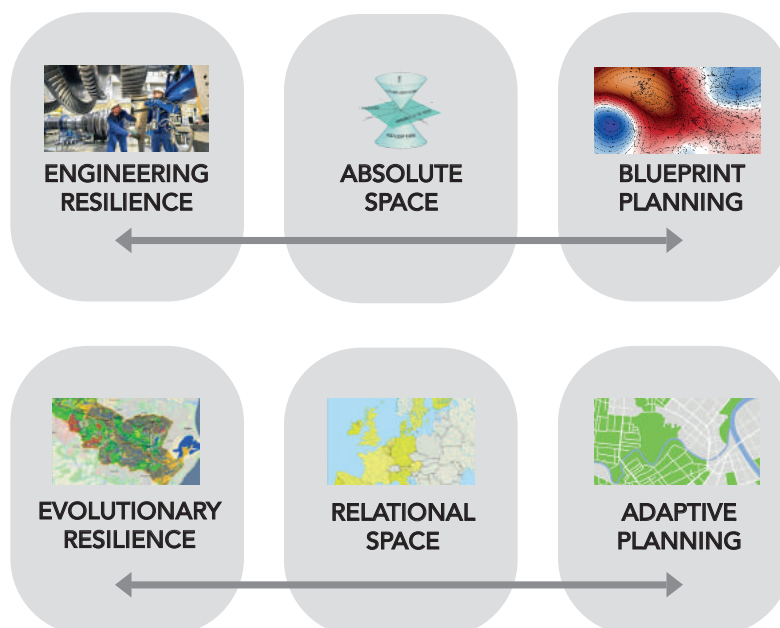 ENGINEERING
RESILIENCE
ABSOLUTE
SPACE
BLUEPRINT
PLANNING
EVOLUTIONARY
RESILIENCE
RELATIONAL
SPACE
ADAPTIVE
PLANNING